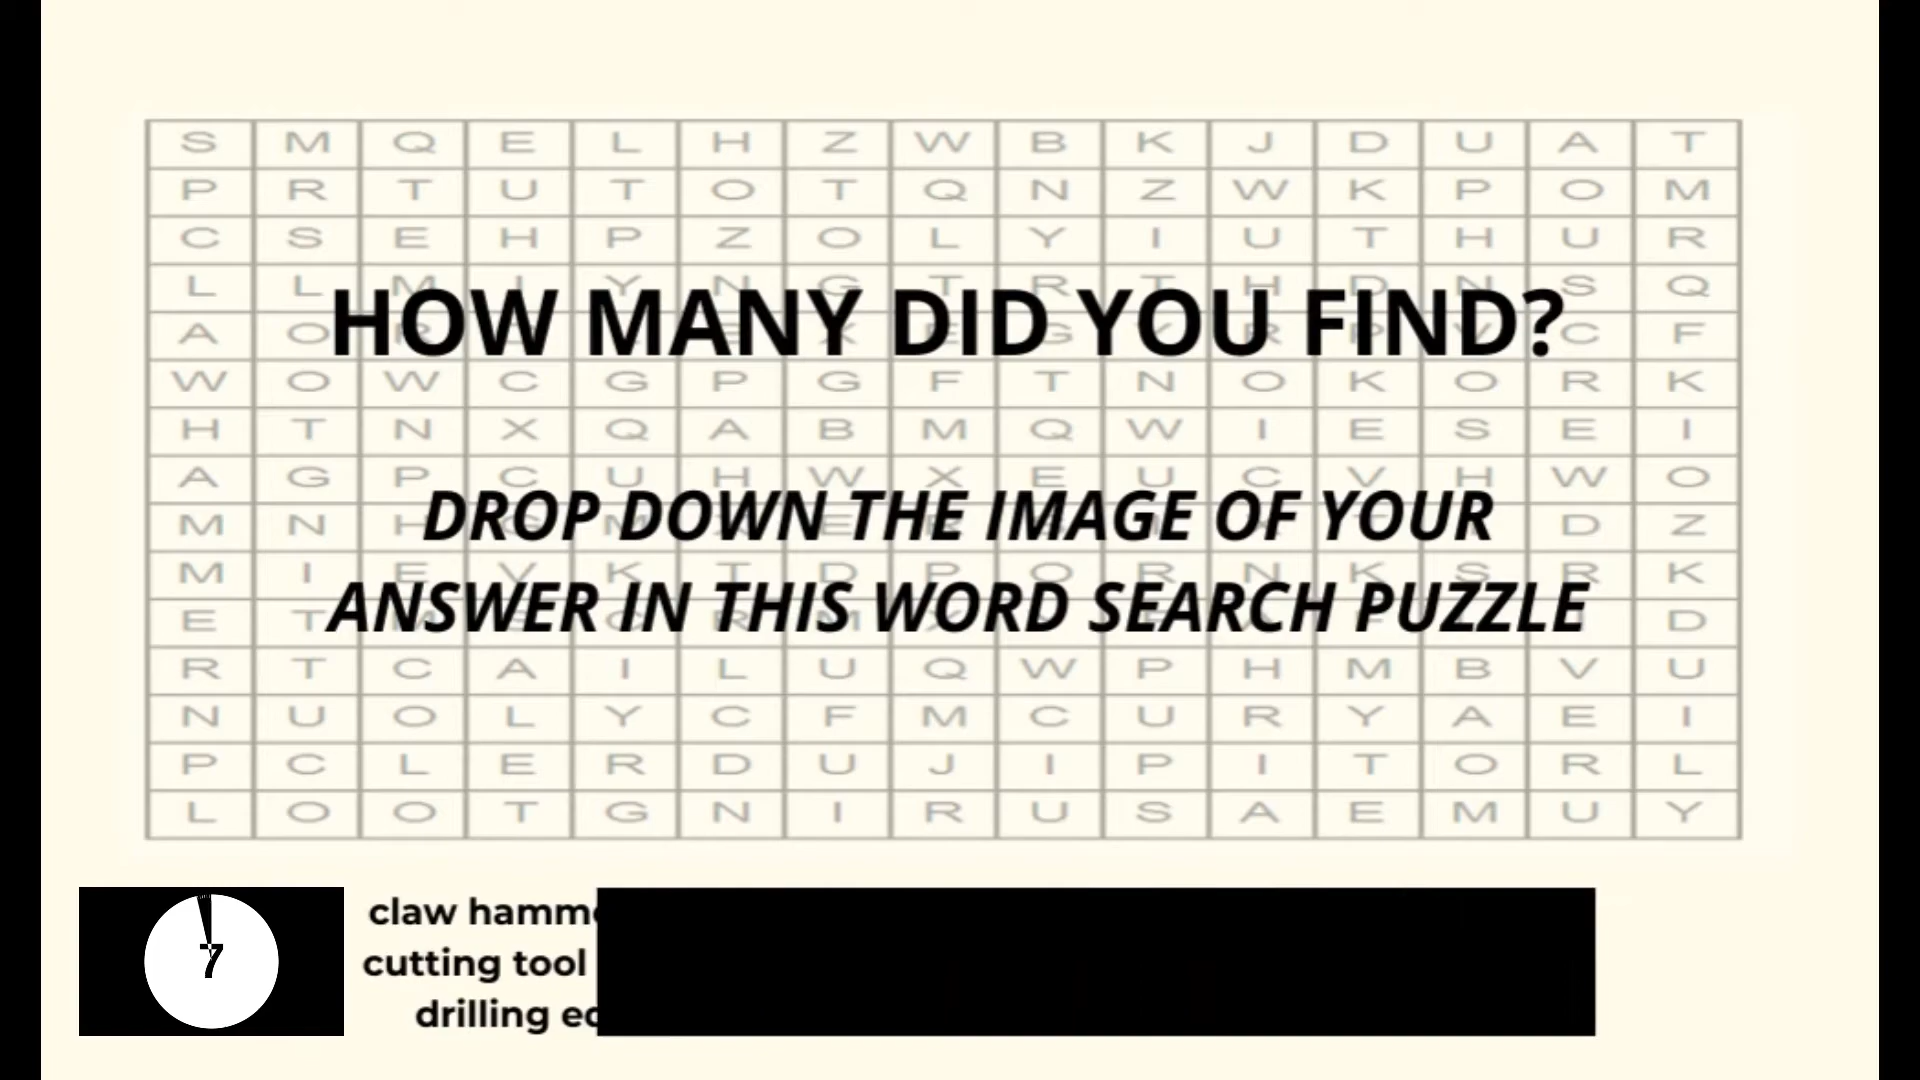 S M Q E L H Z W B K J D U A T
P R T U T O T Q N Z W K P O M
C S E H P Z O L Y I U T H U R
L L M I Y N G T R T H D N S Q
HOW MANY DID YOU FIND?
A O C F
W O W C G P G F T N O K O R K
H T N X Q A B M Q W I E S E I
A G P C U H W X E U C V H W O
DROP DOWN THE IMAGE OF YOUR
M N D Z
M I E V K T D P O R N K S R K
ANSWER IN THIS WORD SEARCH PUZZLE
E T D
R T C A I L U Q W P H M B V U
N U O L Y C F M C U R Y A E I
P C L E R D U J I P I T O R L
L O O T G N I R U S A E M U Y
7
claw hamm
cutting tool
drilling